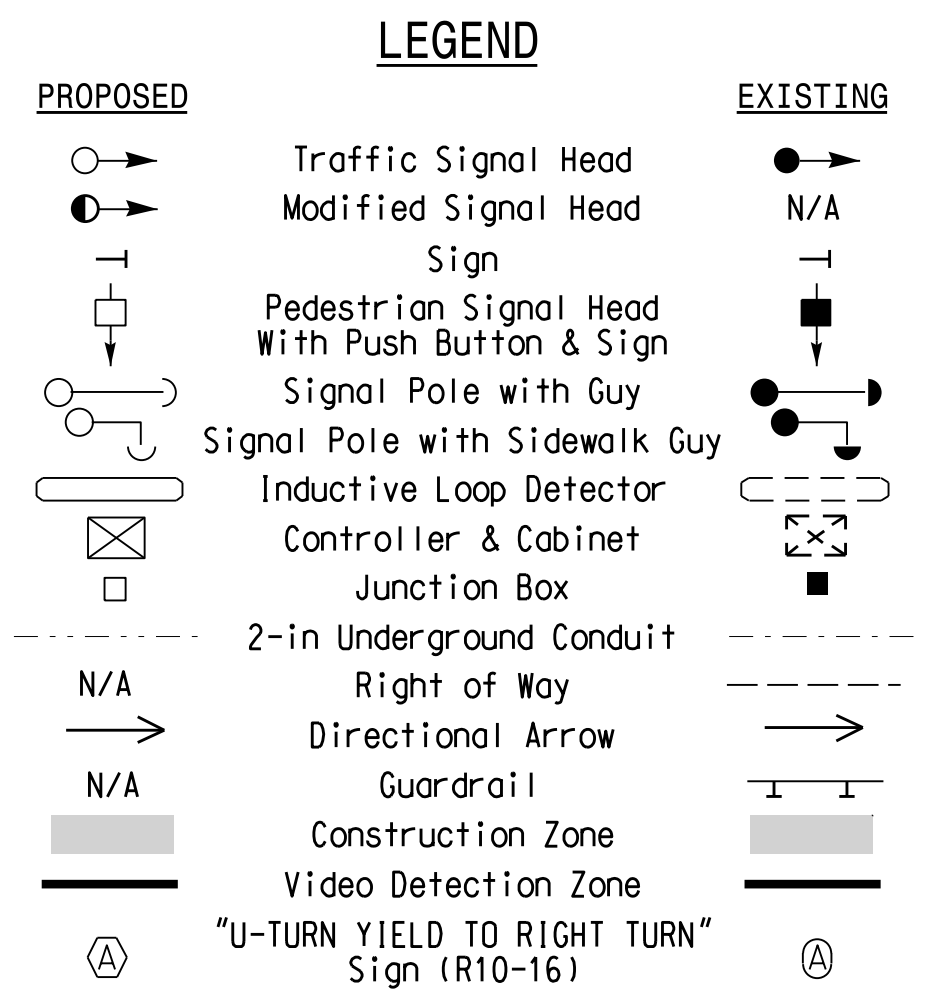 LEGEND
PROPOSED EXISTING
Traffic Signal Head
Modified Signal Head N/A
Sign
Pedestrian Signal Head
With Push Button & Sign
Signal Pole with Guy
Signal Pole with Sidewalk Guy
Inductive Loop Detector
Controller & Cabinet
Junction Box
2-in Underground Conduit
N/A Right of Way
Directional Arrow
N/A Guardrail
Construction Zone
Video Detection Zone
"U-TURN YIELD TO RIGHT TURN"
A Sign (R10-16) A